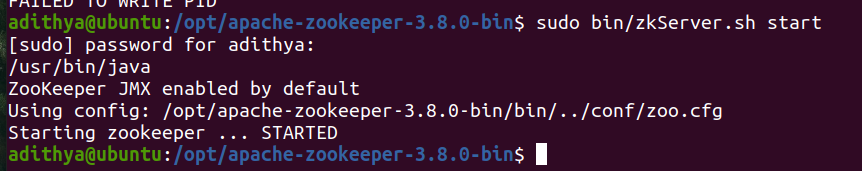 FAILED TO WRITE PID
adithya@ubuntu:/opt/apache-zookeeper-3.8.0-bin$ sudo bin/zkServer.sh start
[sudo] password for adithya:
/usr/bin/java
ZooKeeper JMX enabled by default
Using config: /opt/apache-zookeeper-3.8.0-bin/bin/../conf/zoo.cfg
Starting zookeeper ... STARTED
adithya@ubuntu:/opt/apache-zookeeper-3.8.0-bin$